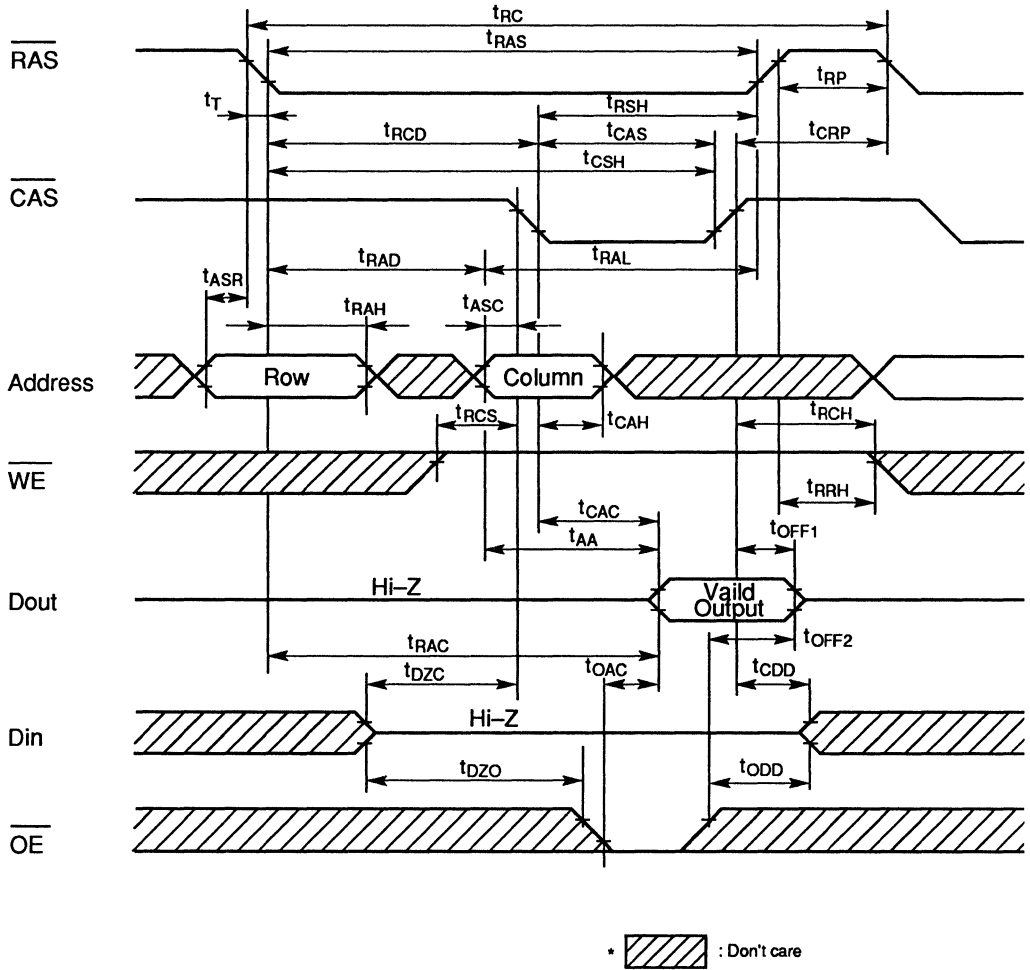 tRC
RAS
tRAS
tRP
tT
tRSH
tRCD
tCAS
tCRP
tCSH
CAS
tRAD
tRAL
tASR
tRAH
tASC
Address
Row
Column
tRCS
tCAH
tRCH
WE
tRRH
tCAC
tOFF1
tAA
Dout
Hi–Z
Vaild
Output
tRAC
tOFF2
tDZC
tOAC
tCDD
Din
Hi–Z
tDZO
tODD
OE
* : Don't care